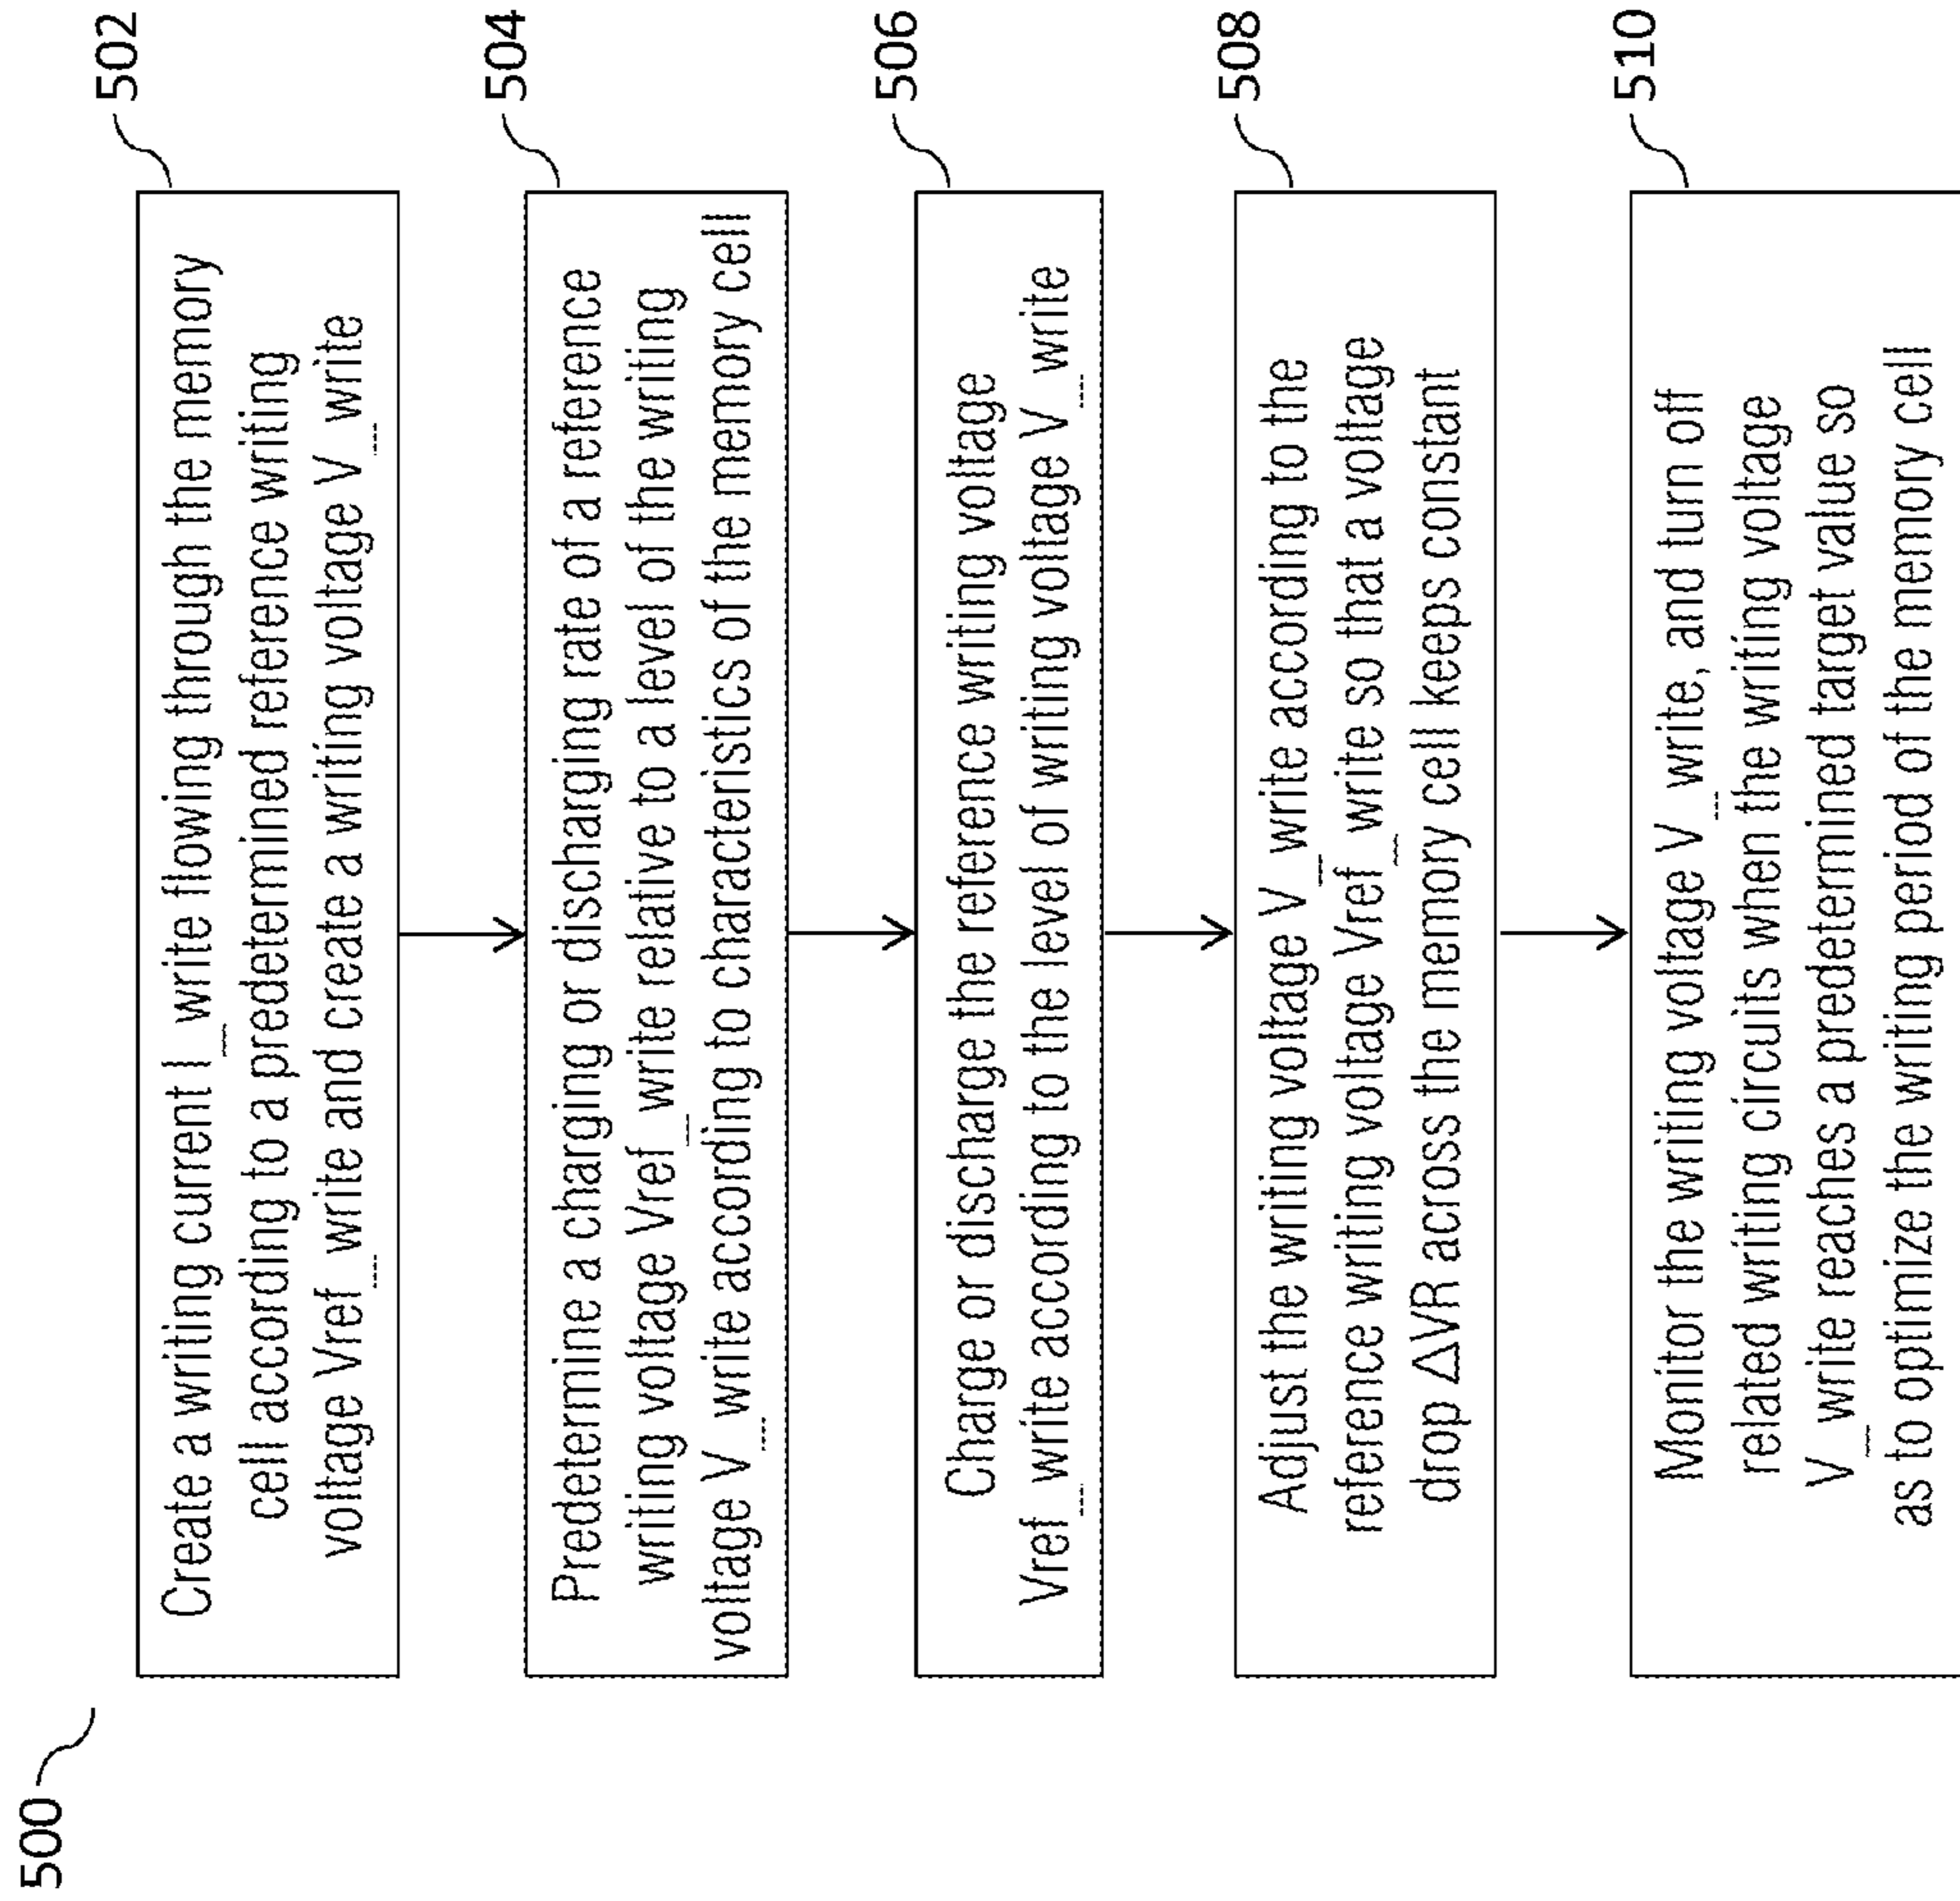 500
502
Create a writing current I_write flowing through the memory
cell according to a predetermined reference writing
voltage Vref_write and create a writing voltage V_write
504
Predetermine a charging or discharging rate of a reference
writing voltage Vref_write relative to a level of the writing
voltage V_write according to characteristics of the memory cell
506
Charge or discharge the reference writing voltage
Vref_write according to the level of writing voltage V_write
508
Adjust the writing voltage V_write according to the
reference writing voltage Vref_write so that a voltage
drop △VR across the memory cell keeps constant
510
Monitor the writing voltage V_write, and turn off
related writing circuits when the writing voltage
V_write reaches a predetermined target value so
as to optimize the writing period of the memory cell